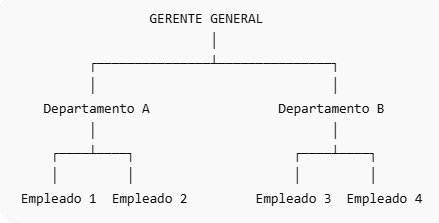 GERENTE GENERAL
Departamento A Departamento B
Empleado 1 Empleado 2 Empleado 3 Empleado 4